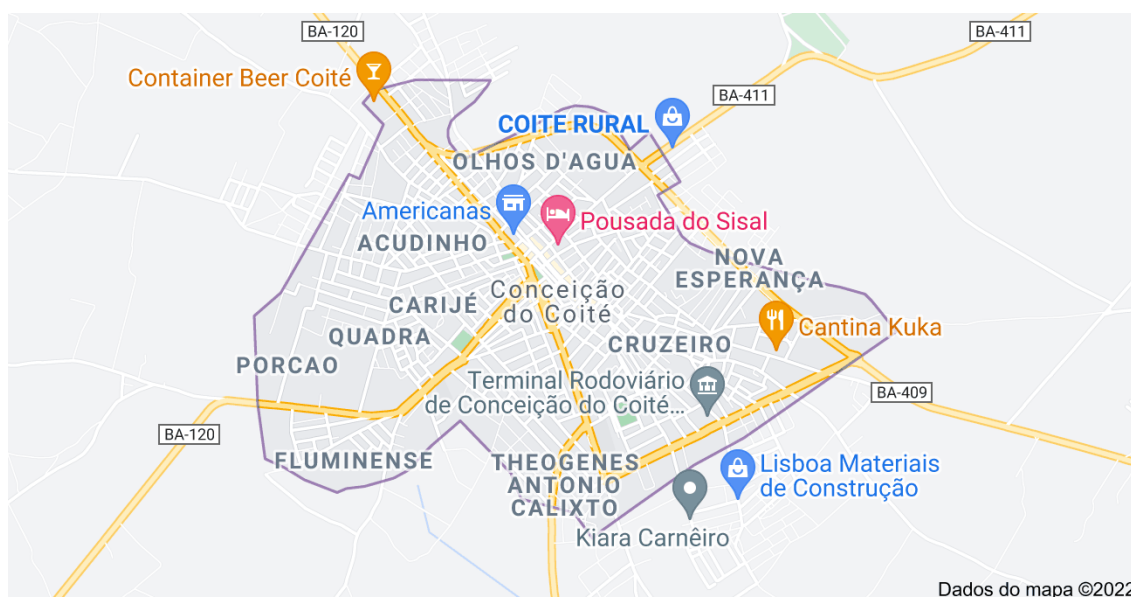 BA-120
BA-411
Container Beer Coité
BA-411
COITE RURAL
OLHOS D'AGUA
Americanas
Pousada do Sisal
ACUDINHO
NOVA
ESPERANÇA
Conceição
do Coité
CARIJÉ
QUADRA
Cantina Kuka
CRUZEIRO
PORCAO
Terminal Rodoviário
de Conceição do Coité...
BA-409
BA-120
FLUMINENSE
THEOGENES
ANTONIO
CALIXTO
Lisboa Materiais
de Construção
Kiara Carnêiro
Dados do mapa ©2022